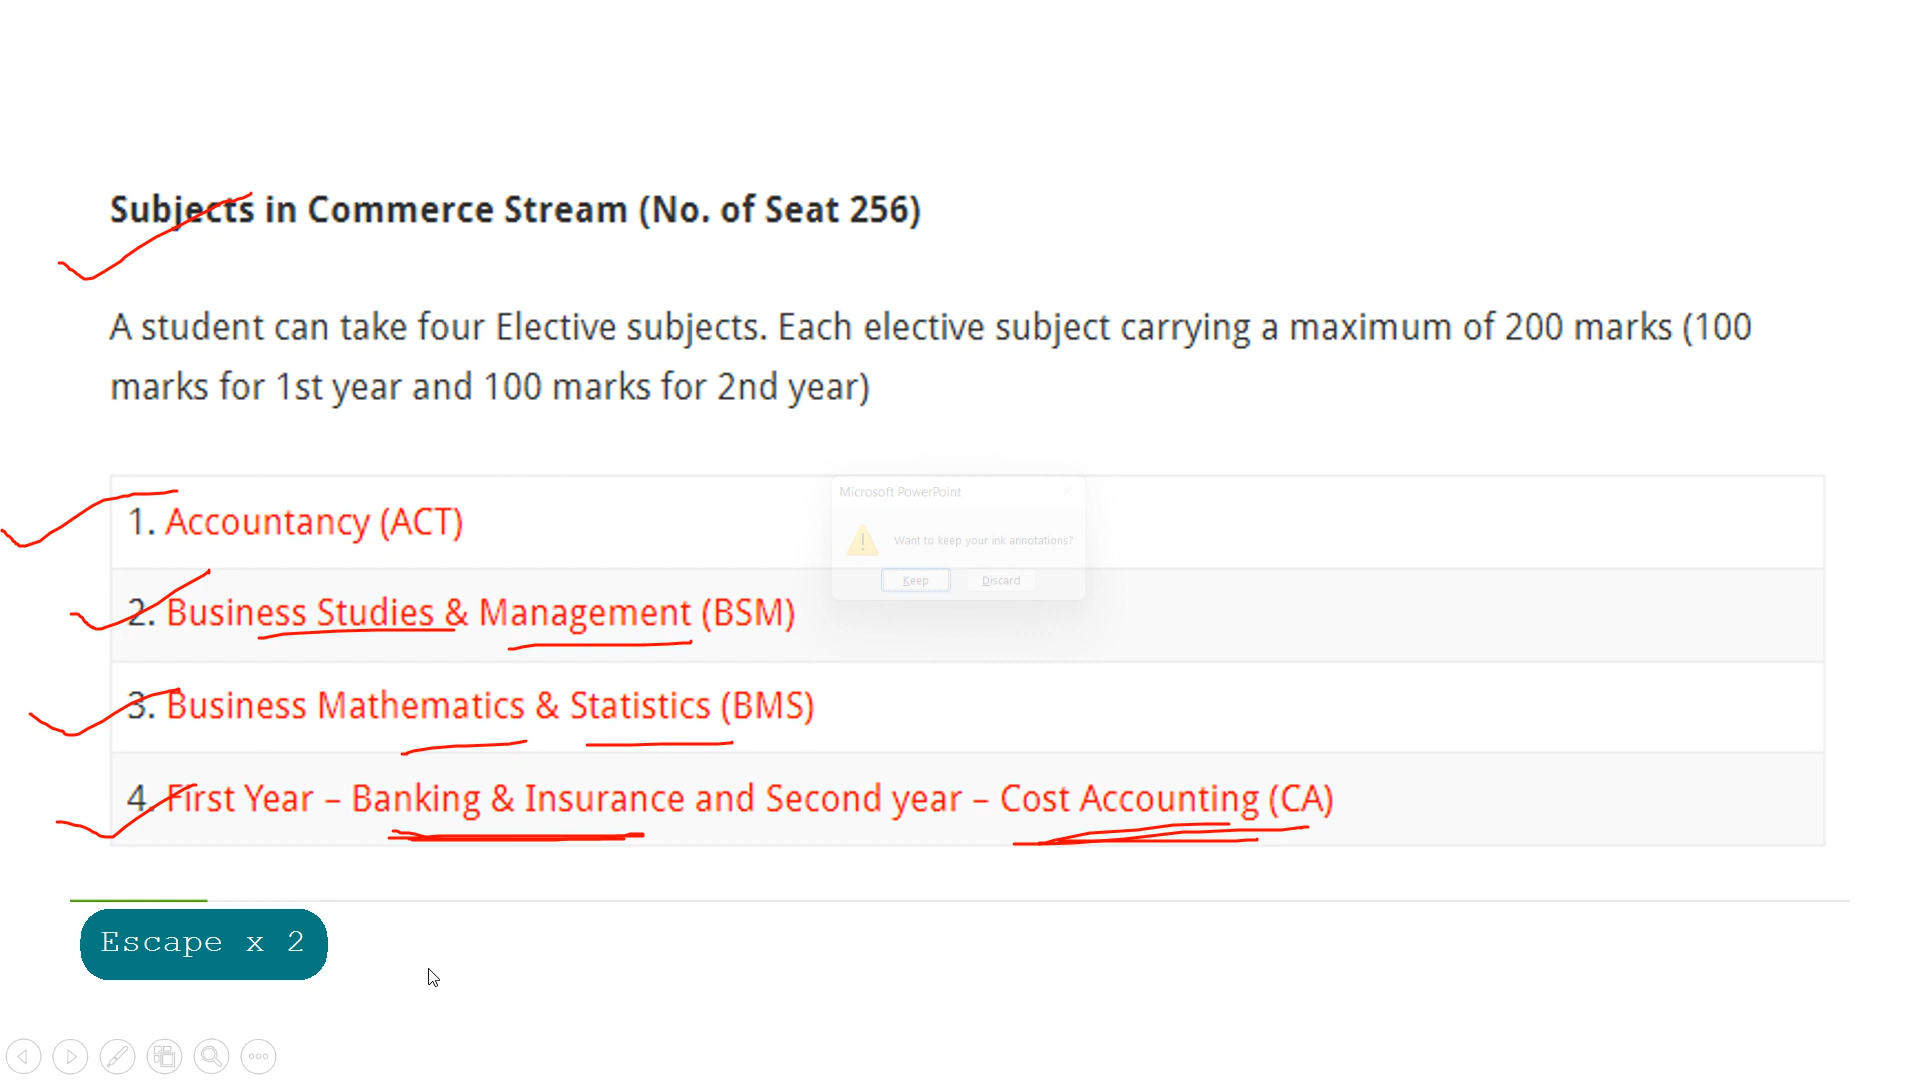 Subjects in Commerce Stream (No. of Seat 256)
A student can take four Elective subjects. Each elective subject carrying a maximum of 200 marks (100
marks for 1st year and 100 marks for 2nd year)
1. Accountancy (ACT)
Microsoft PowerPoint
Want to keep your ink annotations?
Keep Discard
2. Business Studies & Management (BSM)
3. Business Mathematics & Statistics (BMS)
4. First Year – Banking & Insurance and Second year – Cost Accounting (CA)
Escape x 2